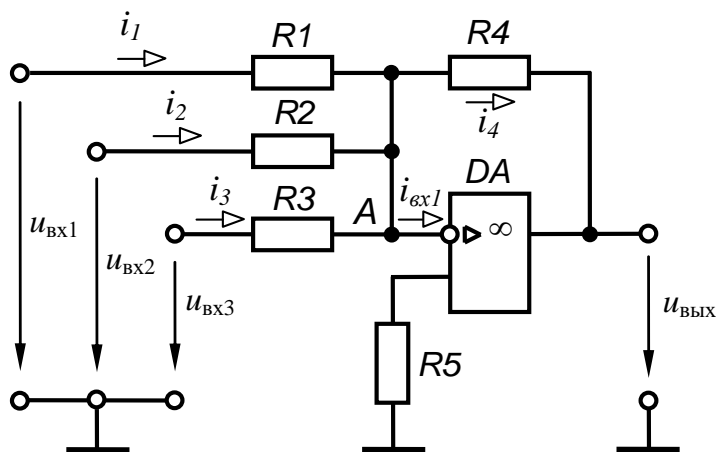 i1 R1 R4
i2 R2 i4
DA
i3 R3 A iвх1 ∞
uвх1
uвх2
uвх3 uвых
R5